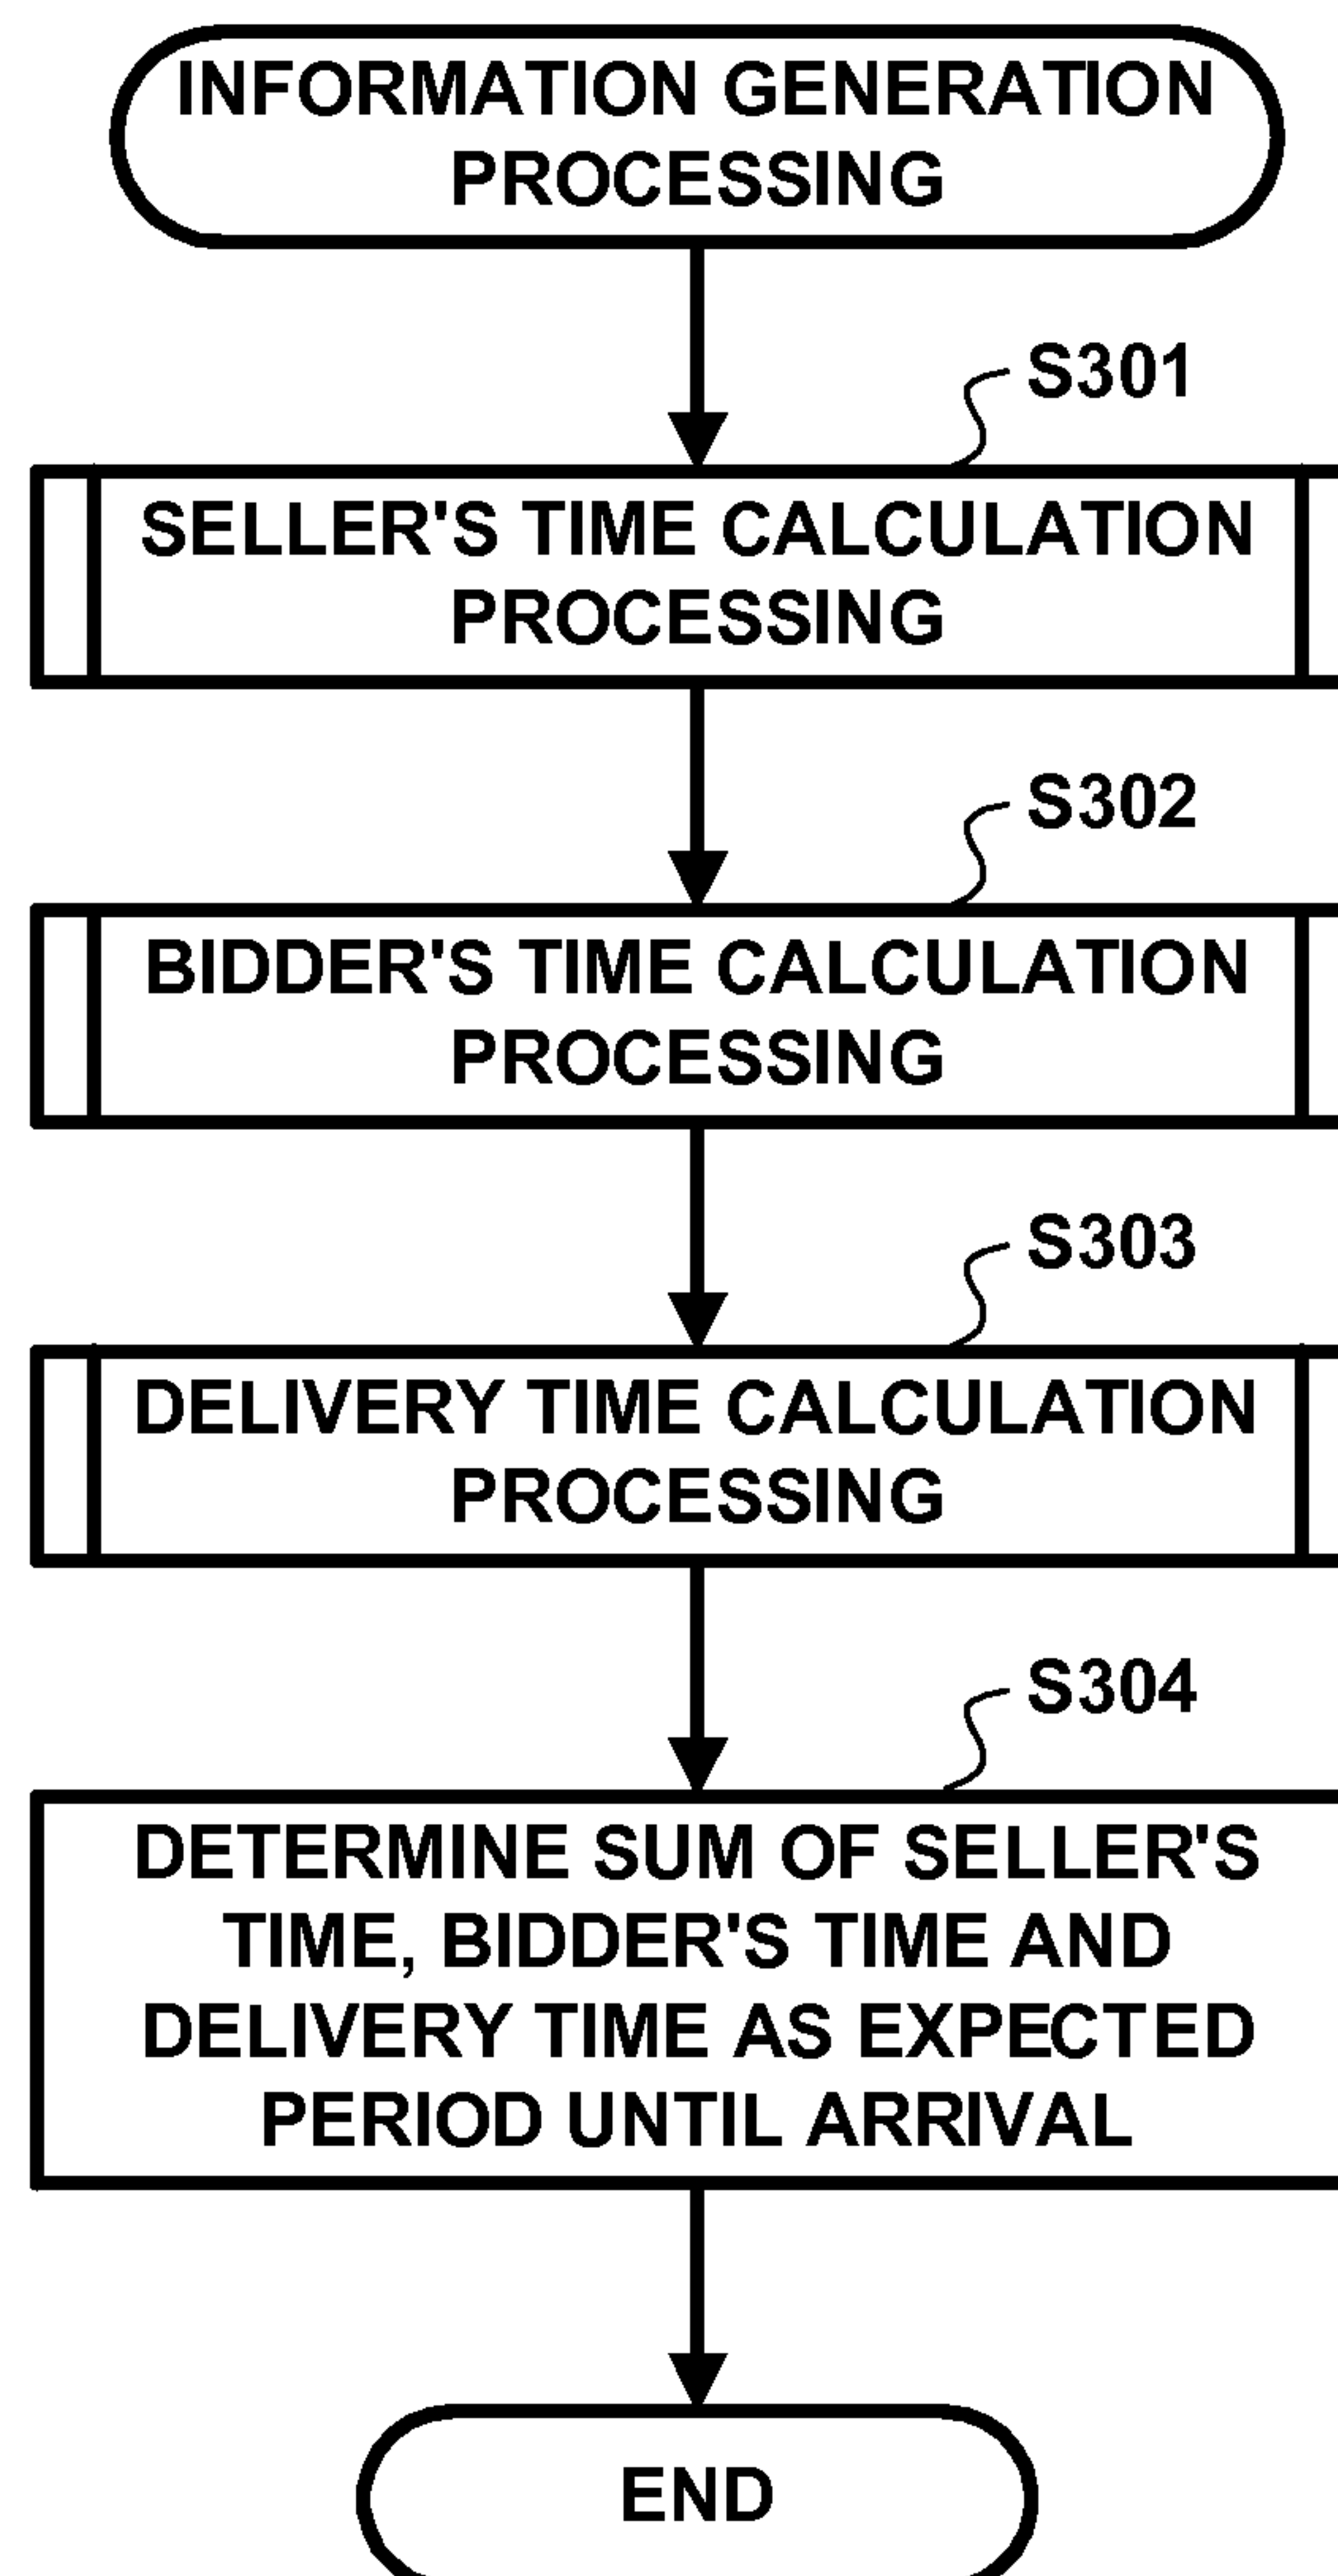 INFORMATION GENERATION
PROCESSING
S301
SELLER'S TIME CALCULATION
PROCESSING
S302
BIDDER'S TIME CALCULATION
PROCESSING
S303
DELIVERY TIME CALCULATION
PROCESSING
S304
DETERMINE SUM OF SELLER'S
TIME, BIDDER'S TIME AND
DELIVERY TIME AS EXPECTED
PERIOD UNTIL ARRIVAL
END